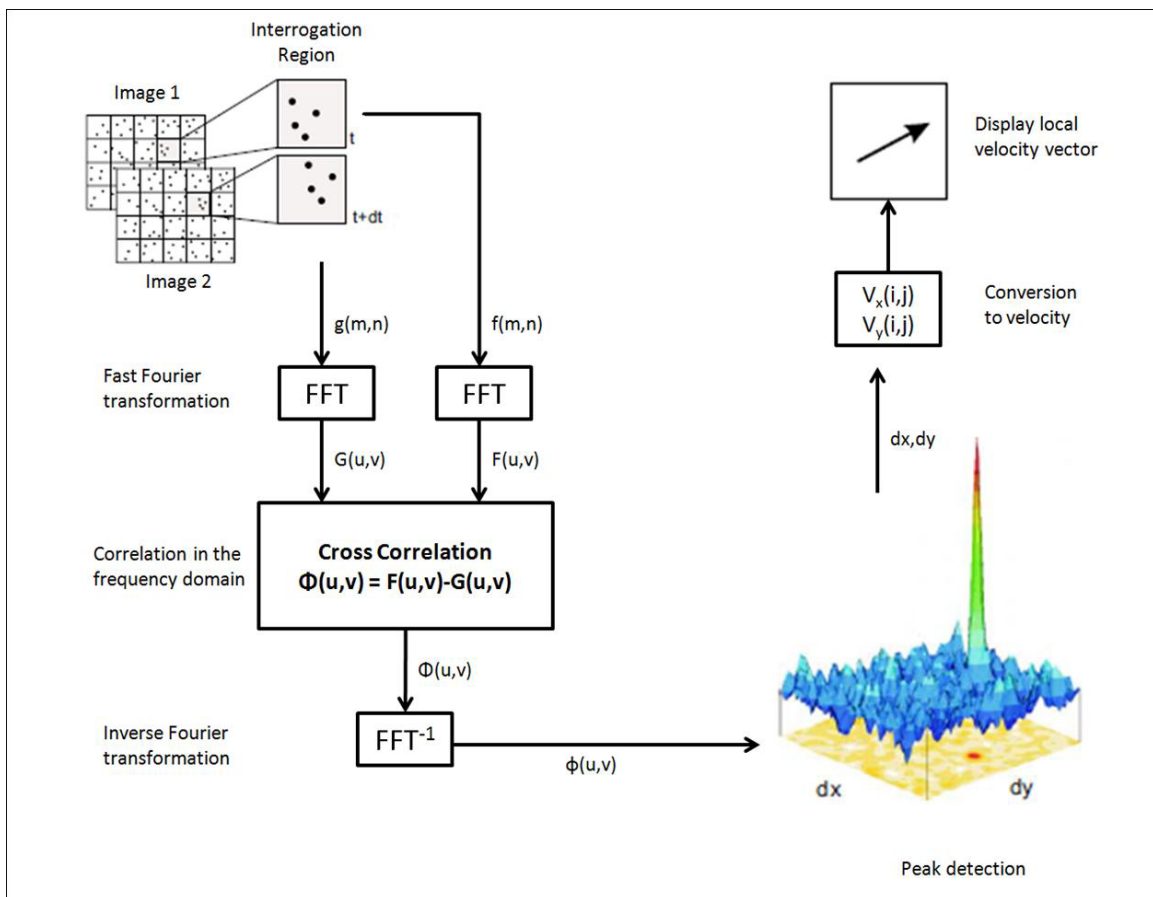 Interrogation
Region
Image 1
t
t+dt
Image 2
g(m,n)
f(m,n)
Fast Fourier
transformation
FFT
FFT
G(u,v)
F(u,v)
Correlation in the
frequency domain
Cross Correlation
Φ(u,v) = F(u,v)-G(u,v)
Φ(u,v)
Inverse Fourier
transformation
FFT⁻¹
ϕ(u,v)
Display local
velocity vector
Vₓ(i,j)
Vᵧ(i,j)
Conversion
to velocity
dx,dy
dx
dy
Peak detection